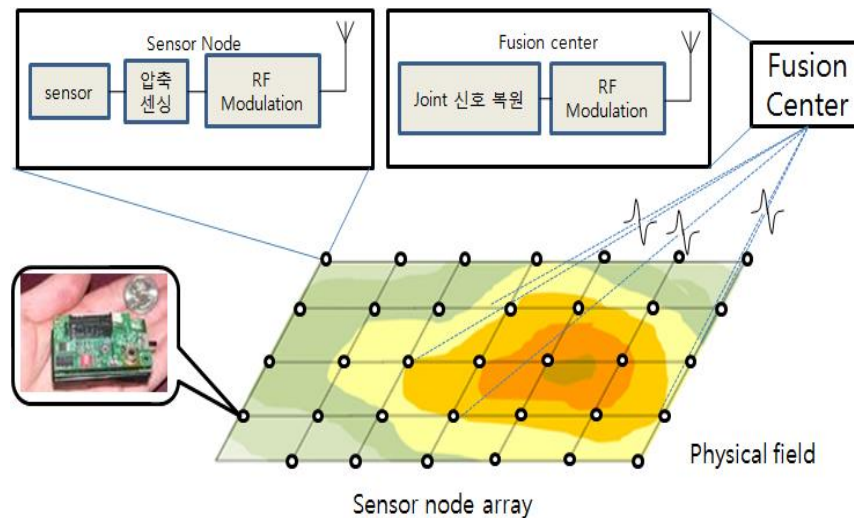 Sensor Node
sensor
압축
센싱
RF
Modulation
Fusion center
Joint 신호 복원
RF
Modulation
Fusion
Center
Physical field
Sensor node array